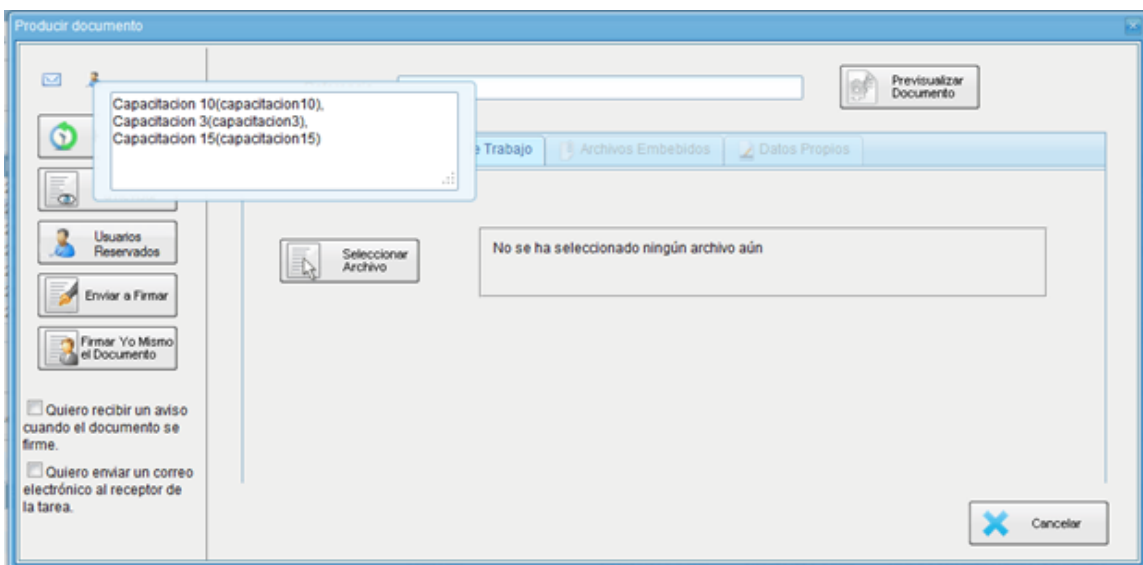 Producir documento
Capacitacion 10(capacitacion10),
Capacitacion 3(capacitacion3),
Capacitacion 15(capacitacion15)
Previsualizar
Documento
Trabajo
Archivos Embebidos
Datos Propios
Usuarios
Reservados
Seleccionar
Archivo
No se ha seleccionado ningún archivo aún
Enviar a Firmar
Firmar Yo Mismo
el Documento
Quiero recibir un aviso
cuando el documento se
firme.
Quiero enviar un correo
electrónico al receptor de
la tarea.
Cancelar